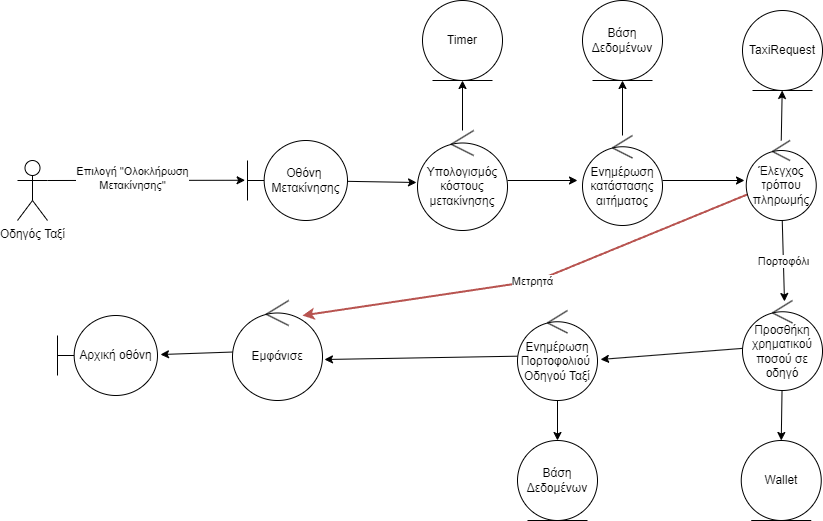 Timer
Βάση
Δεδομένων
TaxiRequest
Επιλογή "Ολοκλήρωση
Μετακίνησης"
Οδηγός Ταξί
Οθόνη
Μετακίνησης
Υπολογισμός
κόστους
μετακίνησης
Ενημέρωση
κατάστασης
αιτήματος
Έλεγχος
τρόπου
πληρωμής
Πορτοφόλι
Μετρητά
Αρχική οθόνη
Εμφάνισε
Ενημέρωση
Πορτοφολιού
Οδηγού Ταξί
Προσθήκη
χρηματικού
ποσού σε
οδηγό
Βάση
Δεδομένων
Wallet